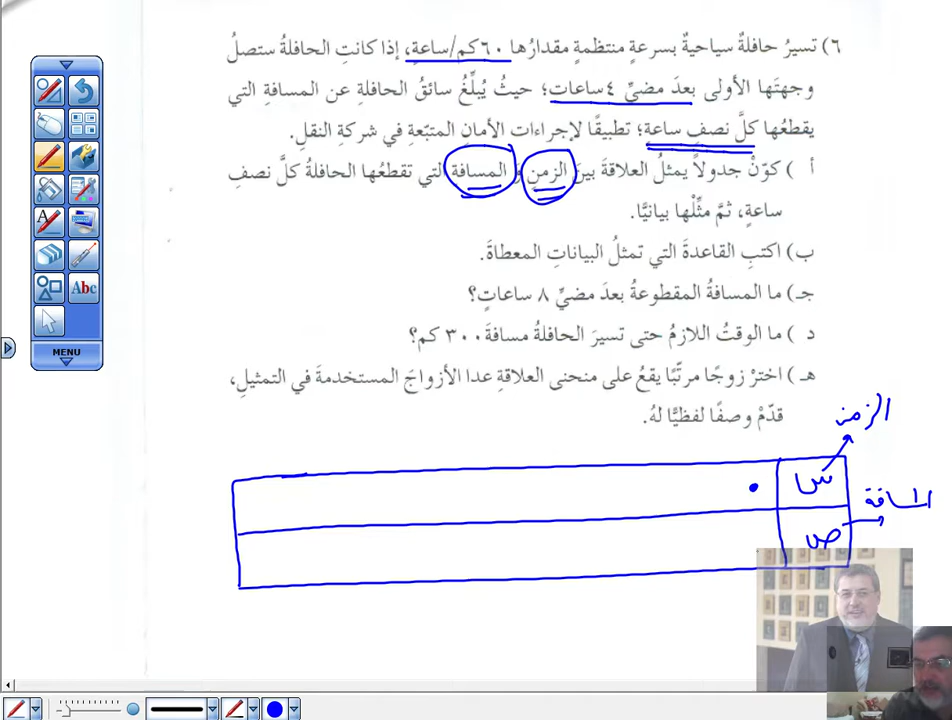 ٦) تسيرُ حافلةٌ سياحيةٌ بسرعةٍ منتظمةٍ مقدارُها ٦٠كم/ساعةٍ، إذا كانتِ الحافلةُ ستصلُ
وجهتَها الأولى بعدَ مضيِّ ٤ساعات؛ حيثُ يُبلِّغُ سائقُ الحافلةِ عن المسافةِ التي
يقطعُها كلَّ نصفِ ساعة؛ تطبيقًا لإجراءات الأمانِ المتبّعةِ في شركةِ النقلِ.
أ ) كوّنْ جدولاً يمثلُ العلاقةَ بينَ الزمنِ و المسافة التي تقطعُها الحافلةُ كلَّ نصفِ
ساعةٍ، ثمَّ مثِّلْها بيانيًّا.
ب) اكتبِ القاعدةَ التي تمثلُ البياناتِ المعطاةَ.
جـ) ما المسافةُ المقطوعةُ بعدَ مضيِّ ٨ ساعاتٍ؟
د ) ما الوقتُ اللازمُ حتى تسيرَ الحافلةُ مسافةَ ٣٠٠ كم؟
هـ) اخترْ زوجًا مرتّبًا يقعُ على منحنى العلاقةِ عدا الأزواجَ المستخدمةَ في التمثيلِ،
قدّمْ وصفًا لفظيًّا لهُ.
الزمن
س ٠
المسافة
ص
Abc
MENU